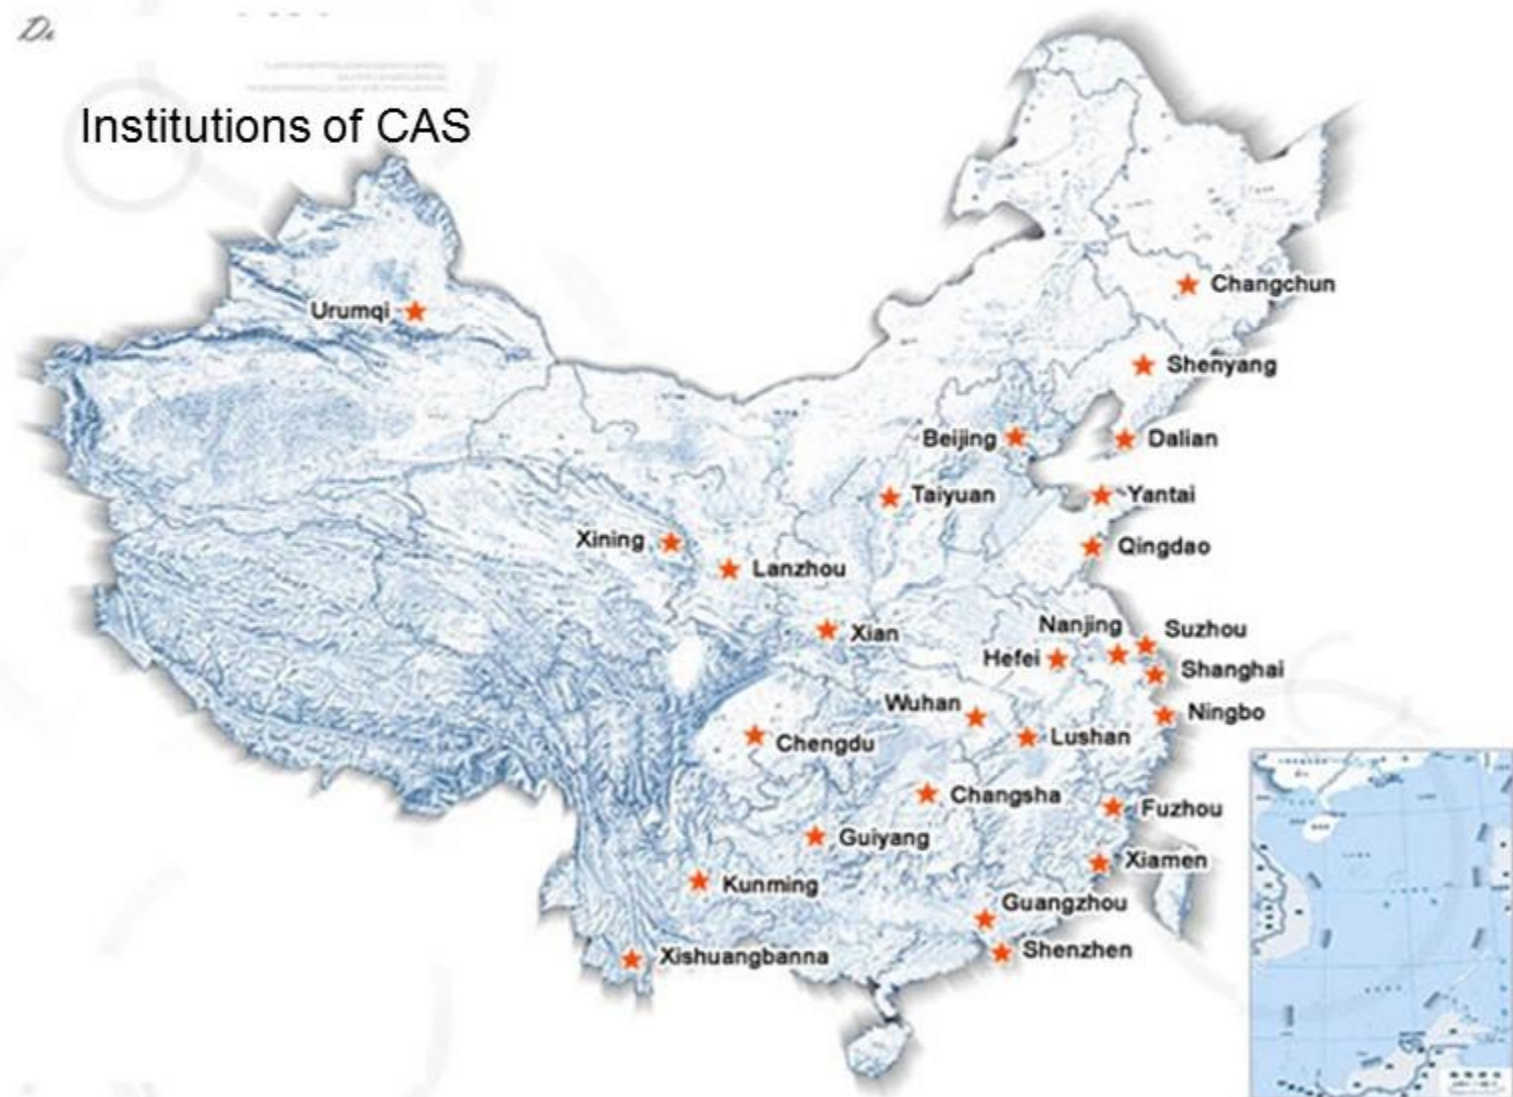 Institutions of CAS
Changchun
Urumqi
Shenyang
Beijing
Dalian
Taiyuan
Yantai
Xining
Qingdao
Lanzhou
Xian
Nanjing
Suzhou
Hefei
Shanghai
Wuhan
Ningbo
Chengdu
Lushan
Changsha
Fuzhou
Guiyang
Xiamen
Kunming
Guangzhou
Shenzhen
Xishuangbanna